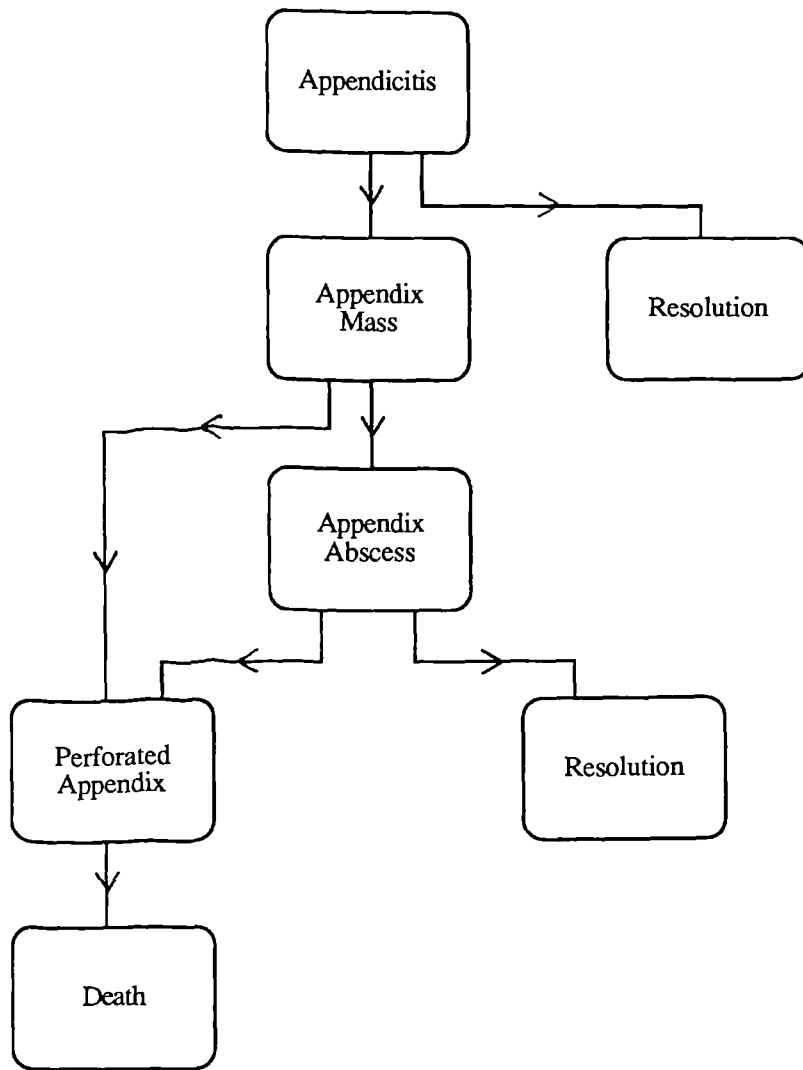 Appendicitis
Appendix
Mass
Resolution
Appendix
Abscess
Perforated
Appendix
Resolution
Death